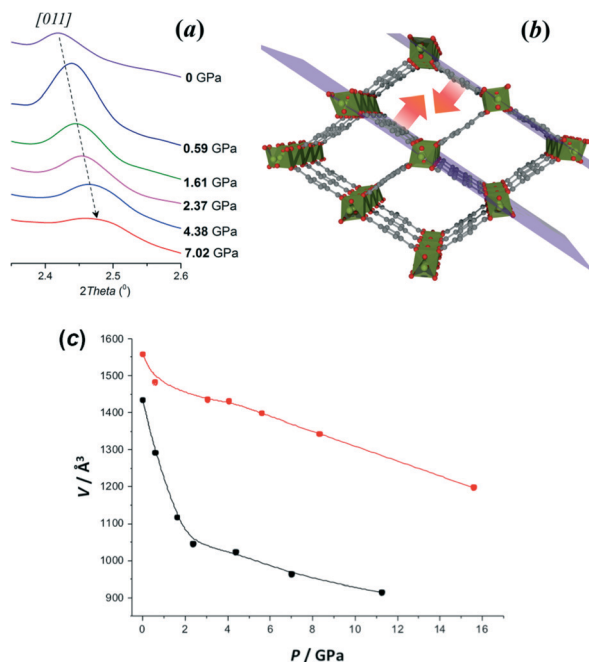 [011]
(a)
0 GPa
0.59 GPa
1.61 GPa
2.37 GPa
4.38 GPa
7.02 GPa
2.4 2.5 2.6
2Theta (⁰)
(b)
(c)
1600
1500
1400
1300
1200
1100
1000
900
V / Å³
0 2 4 6 8 10 12 14 16
P / GPa